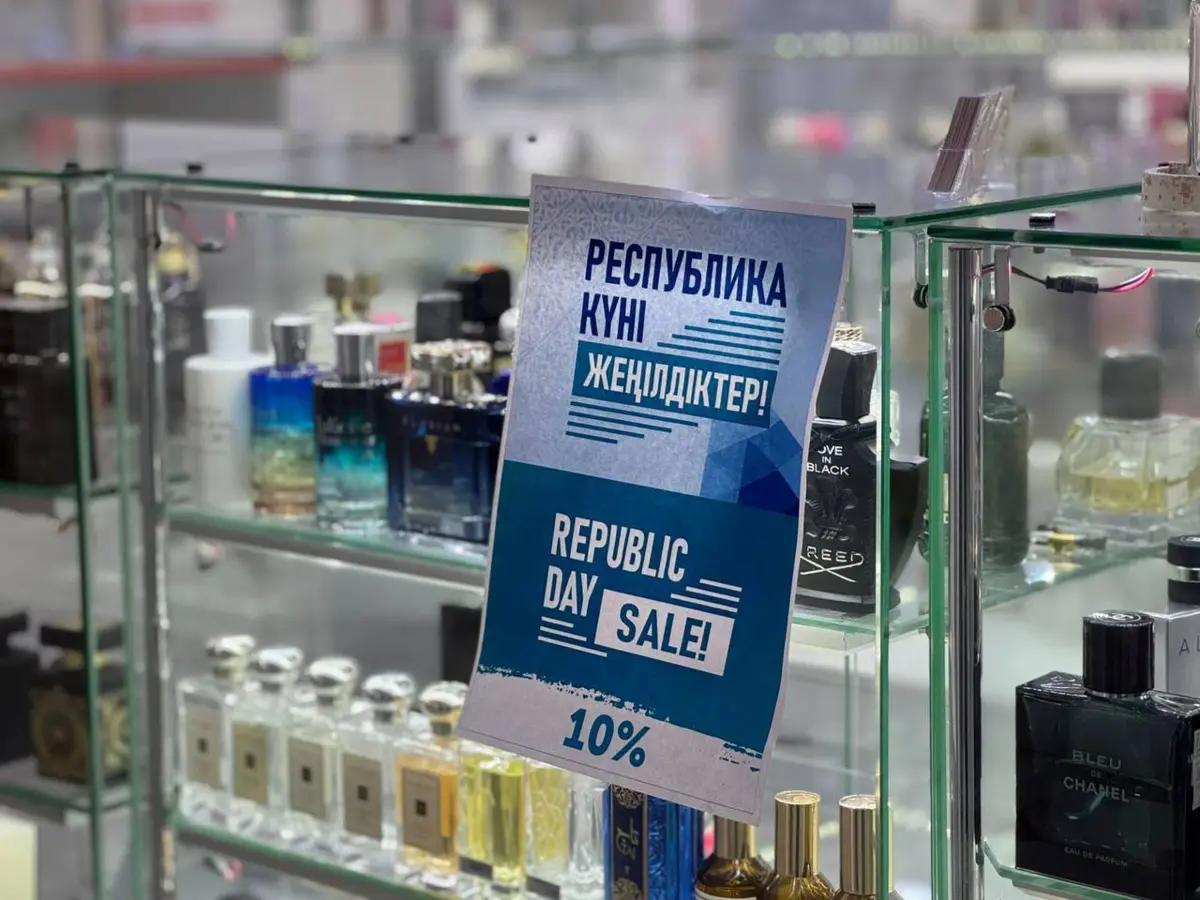 РЕСПУБЛИКА
КҮНІ
ЖЕҢІЛДІКТЕР!
REPUBLIC
DAY
SALE!
10%
LOVE
IN
BLACK
CREED
BLEU
DE
CHANEL
EAU DE PARFUM